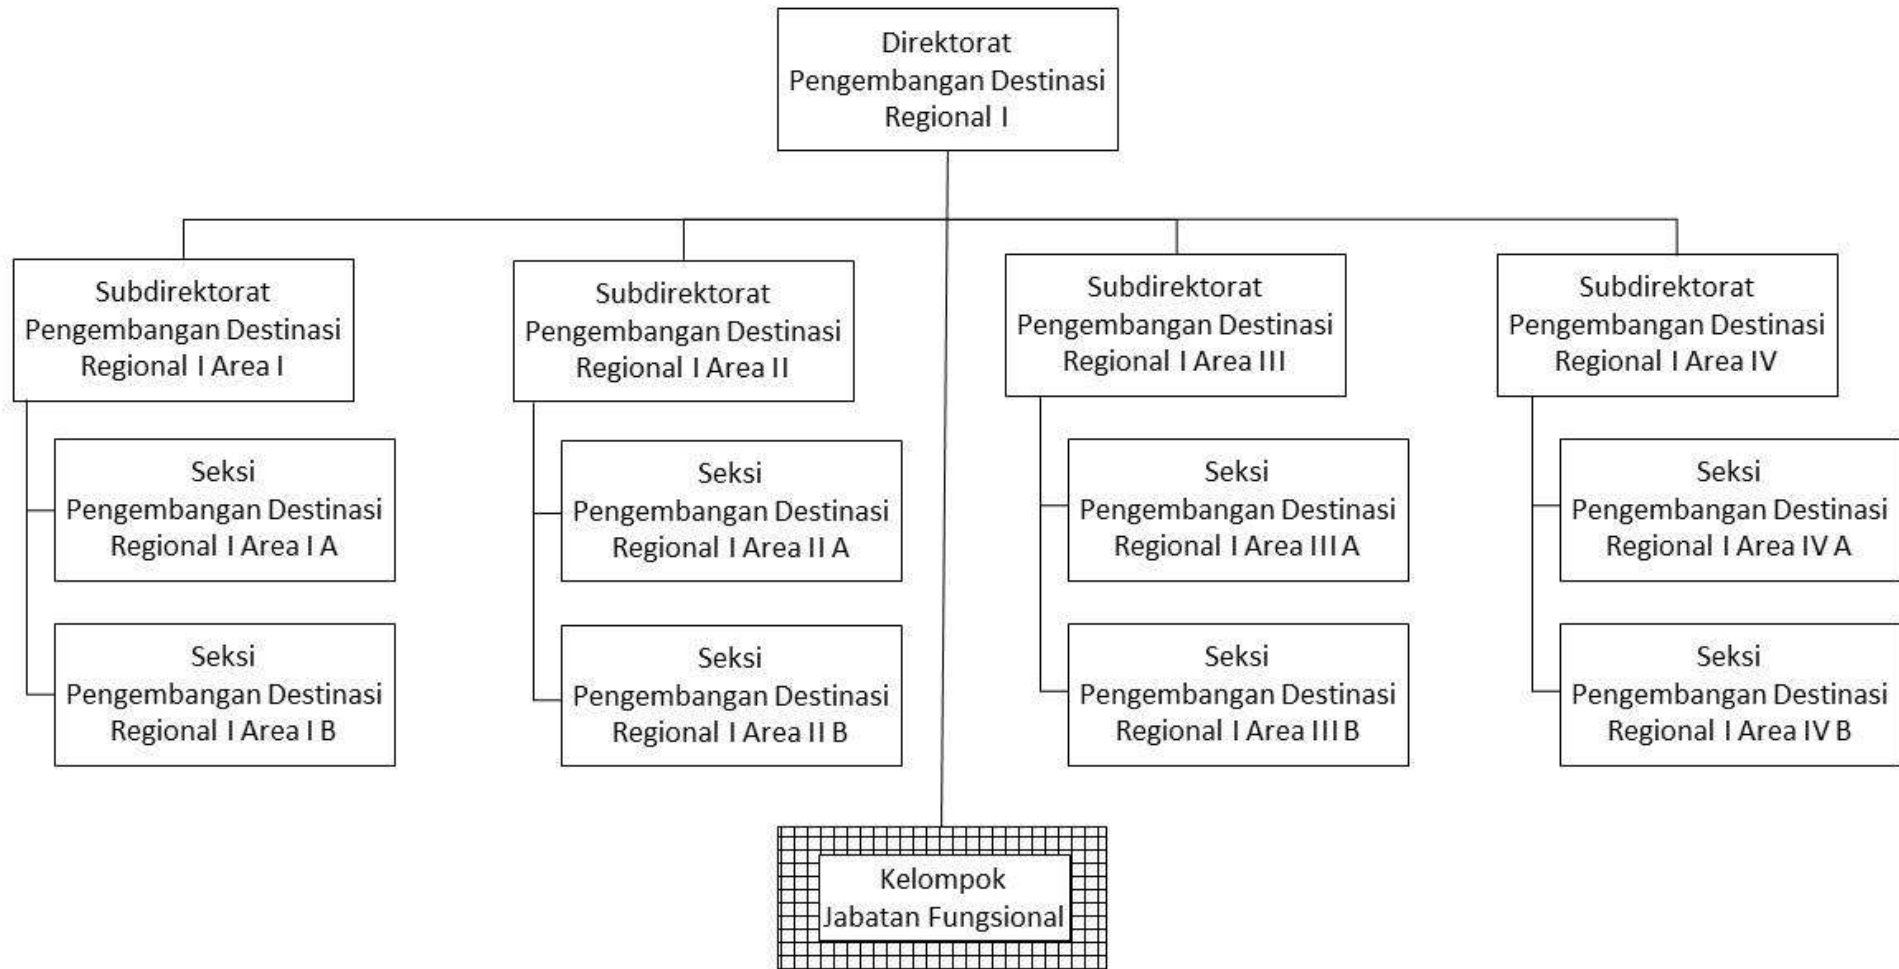 Direktorat
Pengembangan Destinasi
Regional I
Subdirektorat
Pengembangan Destinasi
Regional I Area I
Subdirektorat
Pengembangan Destinasi
Regional I Area II
Subdirektorat
Pengembangan Destinasi
Regional I Area III
Subdirektorat
Pengembangan Destinasi
Regional I Area IV
Seksi
Pengembangan Destinasi
Regional I Area I A
Seksi
Pengembangan Destinasi
Regional I Area II A
Seksi
Pengembangan Destinasi
Regional I Area III A
Seksi
Pengembangan Destinasi
Regional I Area IV A
Seksi
Pengembangan Destinasi
Regional I Area I B
Seksi
Pengembangan Destinasi
Regional I Area II B
Seksi
Pengembangan Destinasi
Regional I Area III B
Seksi
Pengembangan Destinasi
Regional I Area IV B
Kelompok
Jabatan Fungsional